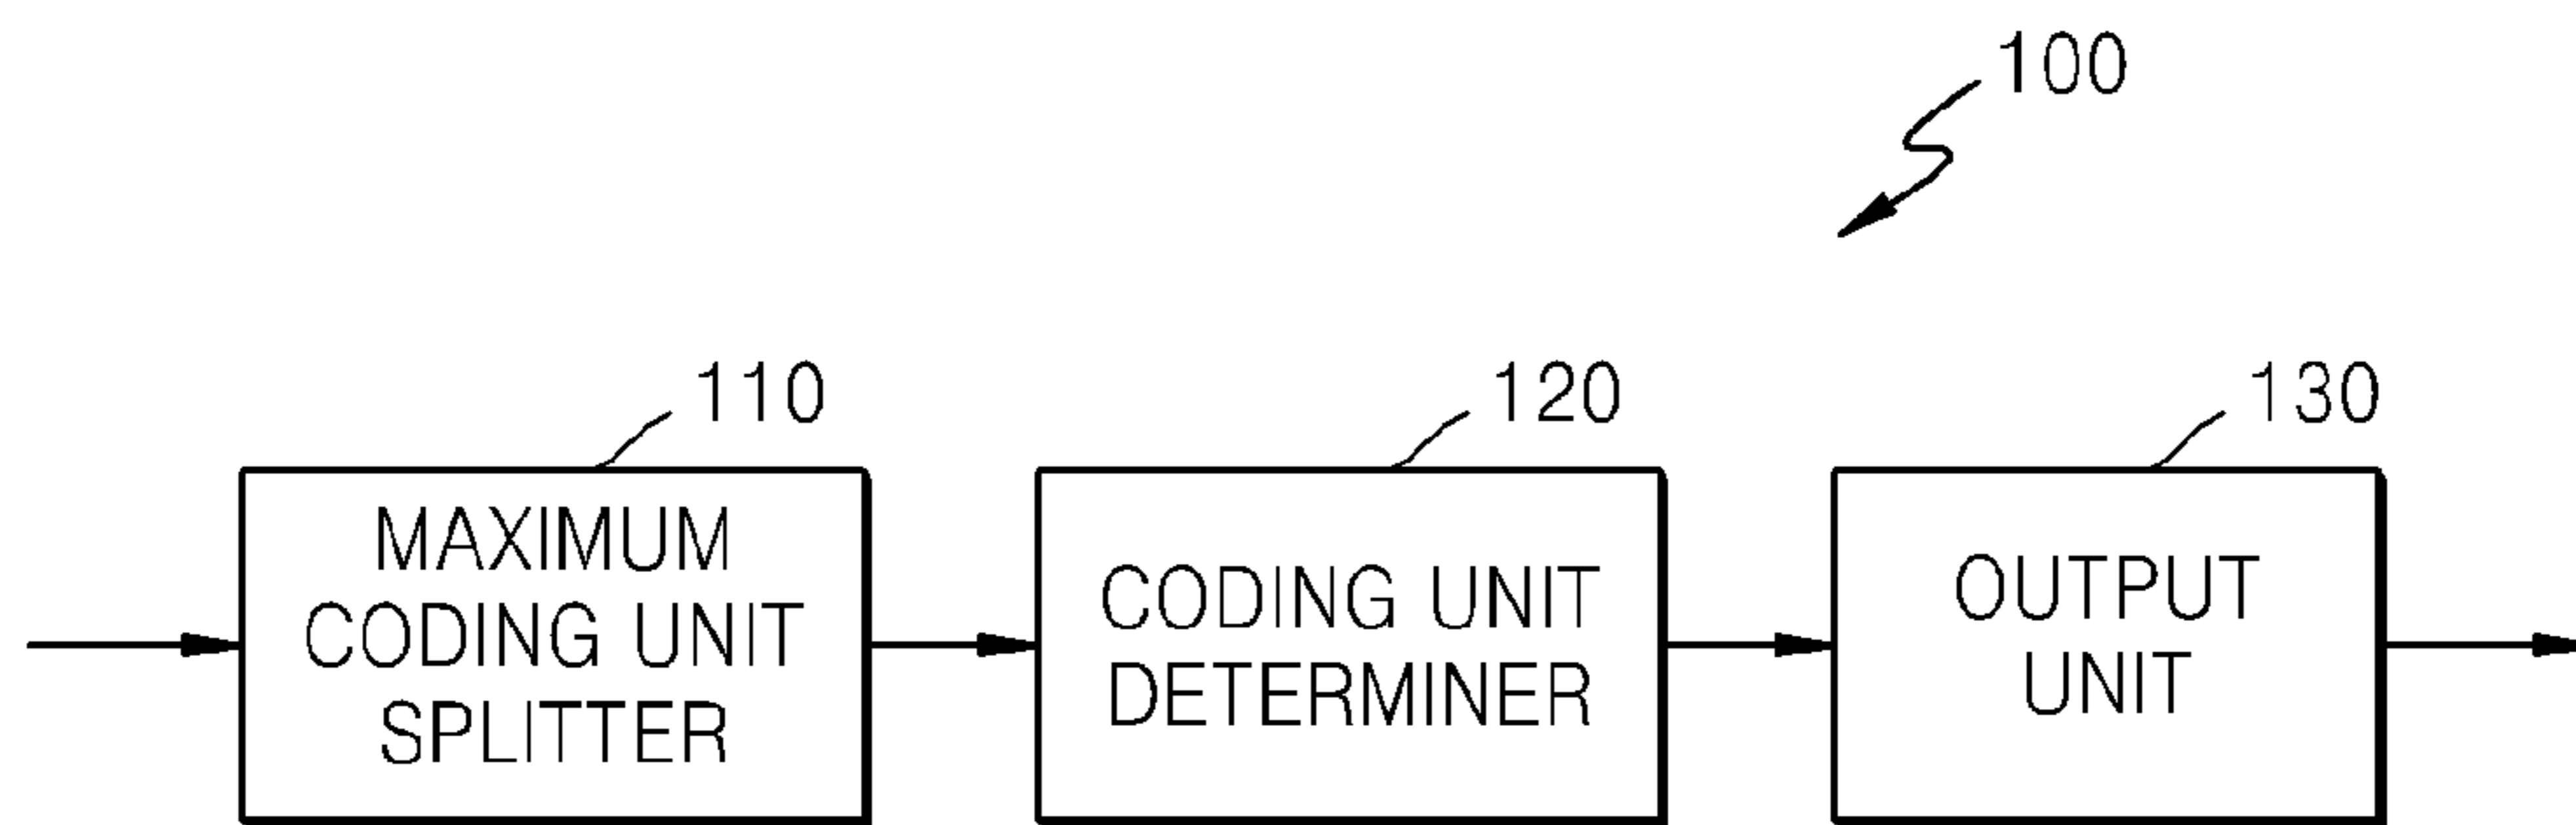 100
110
120
130
MAXIMUM
CODING UNIT
SPLITTER
CODING UNIT
DETERMINER
OUTPUT
UNIT